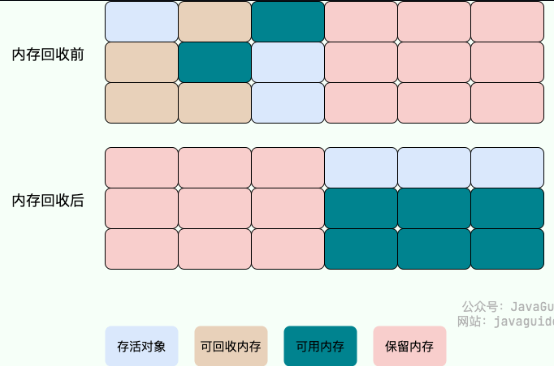 内存回收前
内存回收后
公众号：JavaGu
网站：javaguide
存活对象
可回收内存
可用内存
保留内存